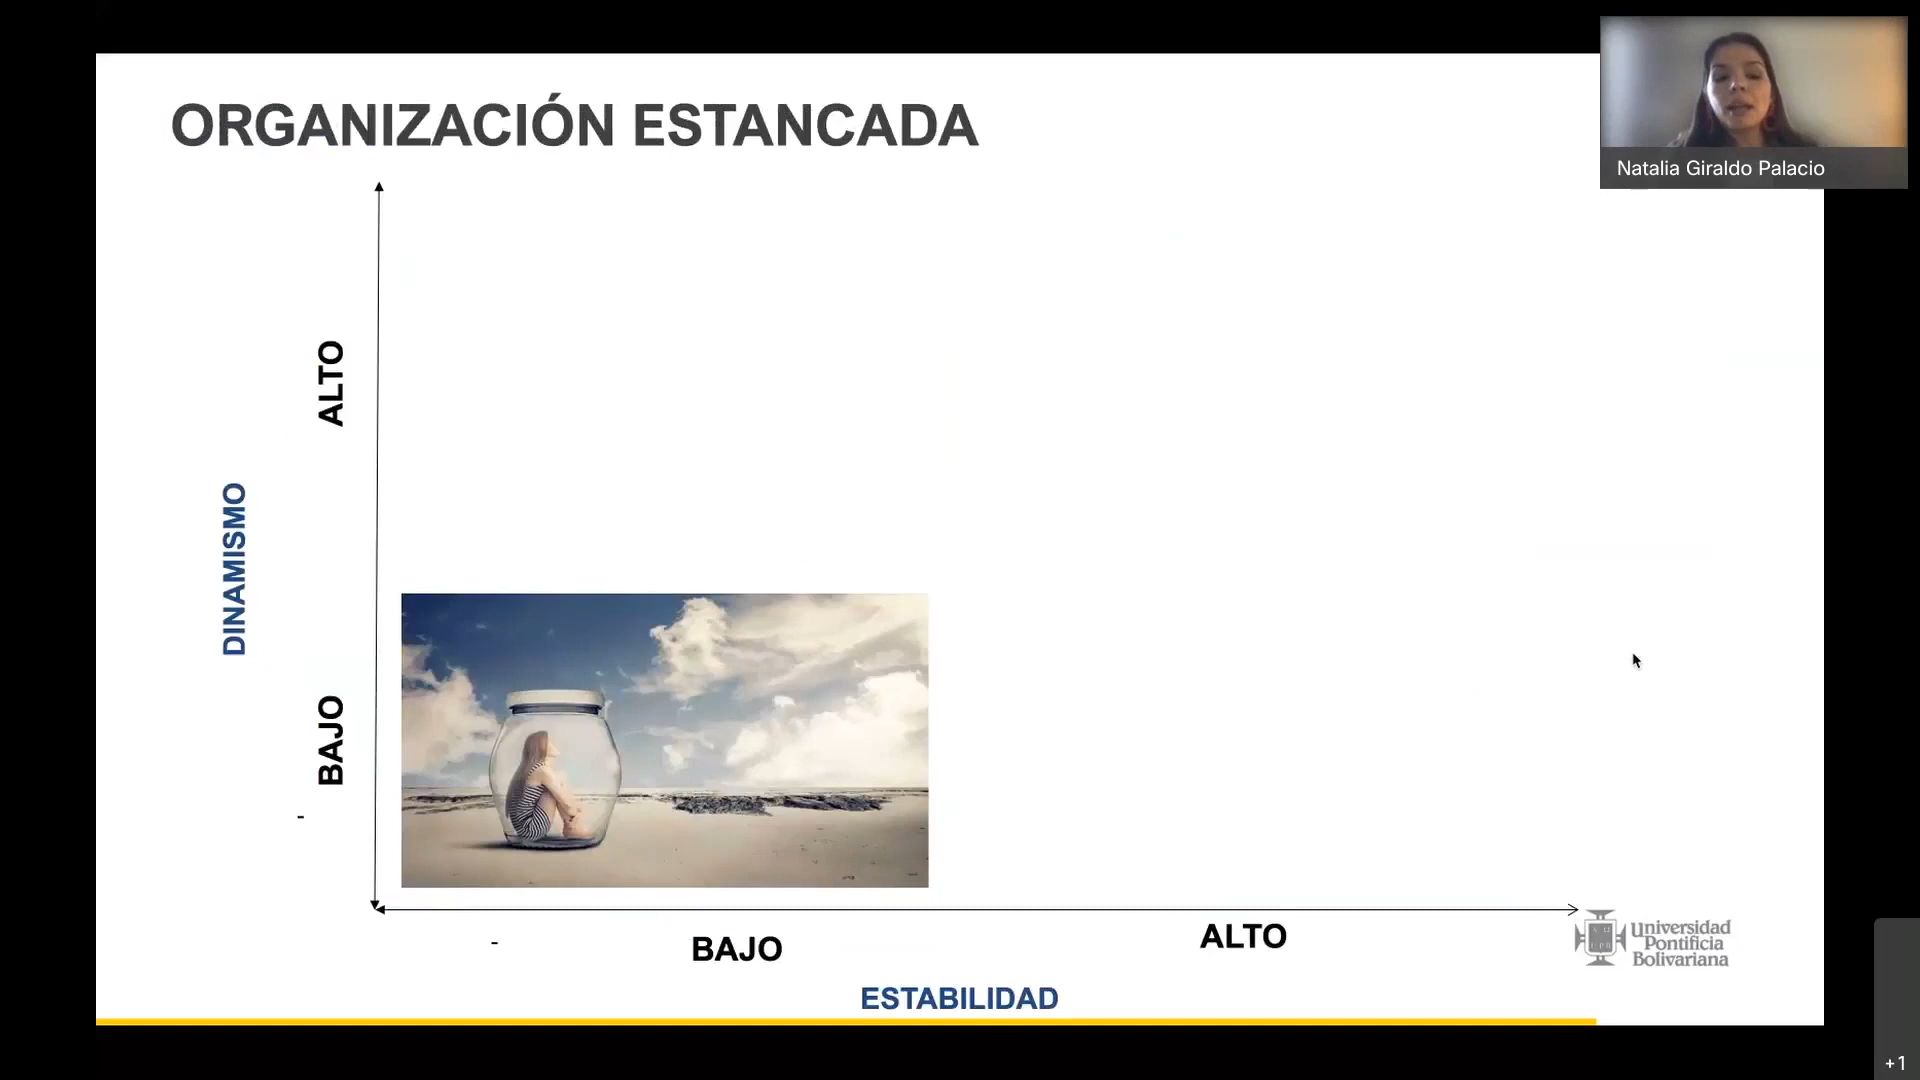 ORGANIZACIÓN ESTANCADA
Natalia Giraldo Palacio
ALTO
DINAMISMO
BAJO
-
-
BAJO
ALTO
ESTABILIDAD
Universidad
Pontificia
Bolivariana
+1